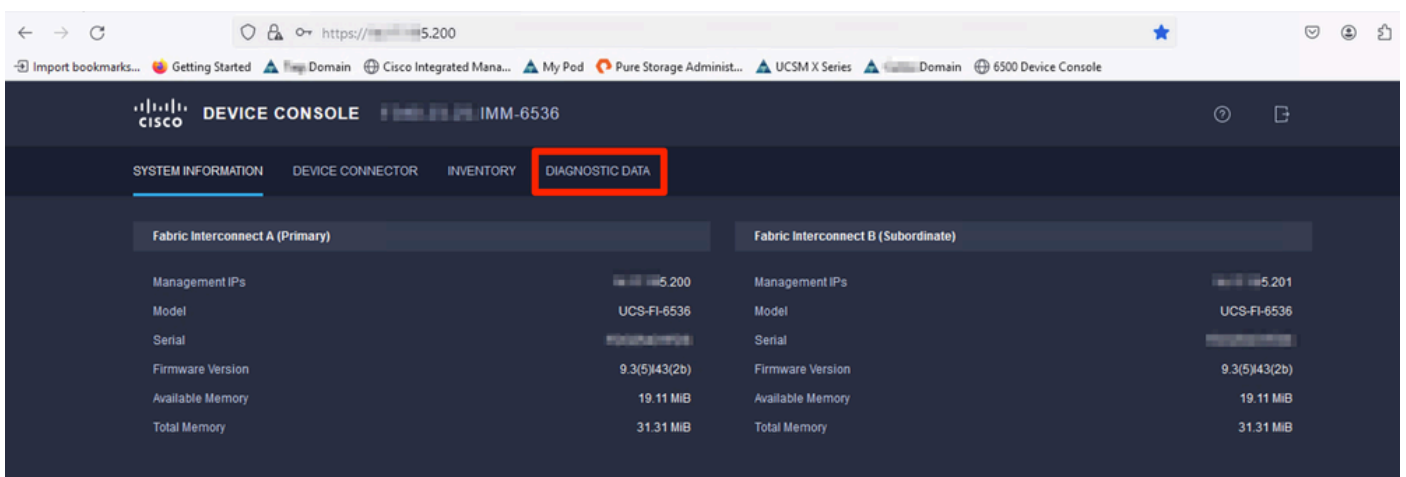 https:// 5.200
Import bookmarks... Getting Started Domain Cisco Integrated Mana... My Pod Pure Storage Administ... UCSM X Series Domain 6500 Device Console
CISCO DEVICE CONSOLE IMM-6536
SYSTEM INFORMATION DEVICE CONNECTOR INVENTORY DIAGNOSTIC DATA
Fabric Interconnect A (Primary) Fabric Interconnect B (Subordinate)
Management IPs 5.200 Management IPs 5.201
Model UCS-FI-6536 Model UCS-FI-6536
Serial Serial
Firmware Version 9.3(5)I43(2b) Firmware Version 9.3(5)I43(2b)
Available Memory 19.11 MiB Available Memory 19.11 MiB
Total Memory 31.31 MiB Total Memory 31.31 MiB